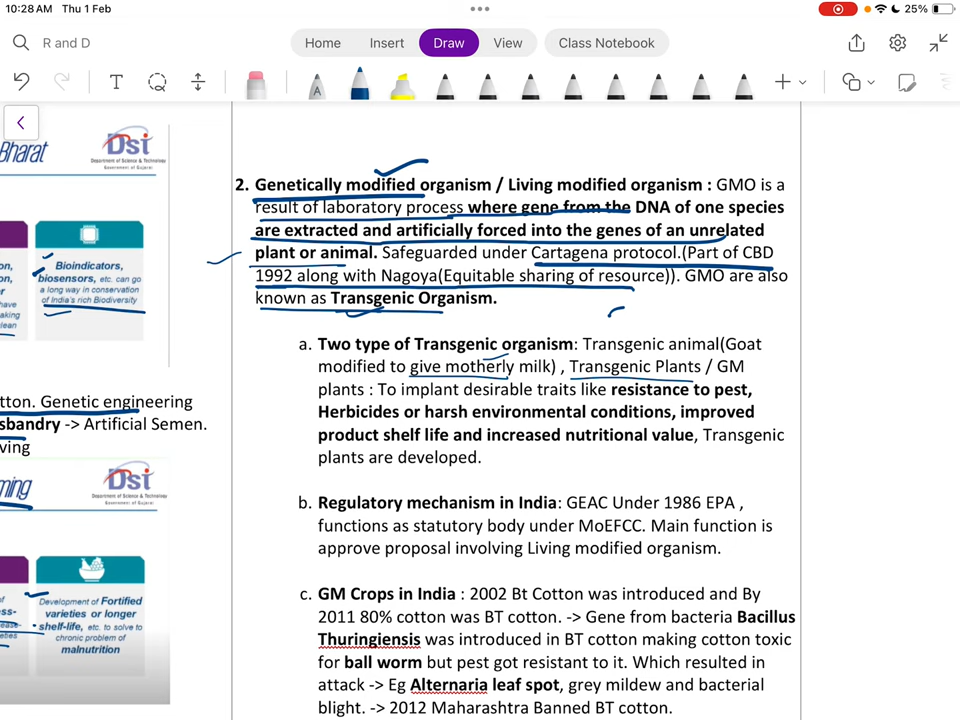 10:28 AM Thu 1 Feb
25%
R and D
Home Insert Draw View Class Notebook
T
A
Bharat
Dst
Department of Science & Technology
Government of Gujarat
on,
on,
r
have
aking
lean
Bioindicators,
biosensors, etc. can go
a long way in conservation
of India's rich Biodiversity
tton. Genetic engineering
sbandry -> Artificial Semen.
ving
ming
Dst
Department of Science & Technology
Government of Gujarat
of
ss-
ease-
eties
Development of Fortified
varieties or longer
shelf-life, etc. to solve to
chronic problem of
malnutrition
2. Genetically modified organism / Living modified organism : GMO is a
result of laboratory process where gene from the DNA of one species
are extracted and artificially forced into the genes of an unrelated
plant or animal. Safeguarded under Cartagena protocol.(Part of CBD
1992 along with Nagoya(Equitable sharing of resource)). GMO are also
known as Transgenic Organism.
a. Two type of Transgenic organism: Transgenic animal(Goat
modified to give motherly milk) , Transgenic Plants / GM
plants : To implant desirable traits like resistance to pest,
Herbicides or harsh environmental conditions, improved
product shelf life and increased nutritional value, Transgenic
plants are developed.
b. Regulatory mechanism in India: GEAC Under 1986 EPA ,
functions as statutory body under MoEFCC. Main function is
approve proposal involving Living modified organism.
c. GM Crops in India : 2002 Bt Cotton was introduced and By
2011 80% cotton was BT cotton. -> Gene from bacteria Bacillus
Thuringiensis was introduced in BT cotton making cotton toxic
for ball worm but pest got resistant to it. Which resulted in
attack -> Eg Alternaria leaf spot, grey mildew and bacterial
blight. -> 2012 Maharashtra Banned BT cotton.